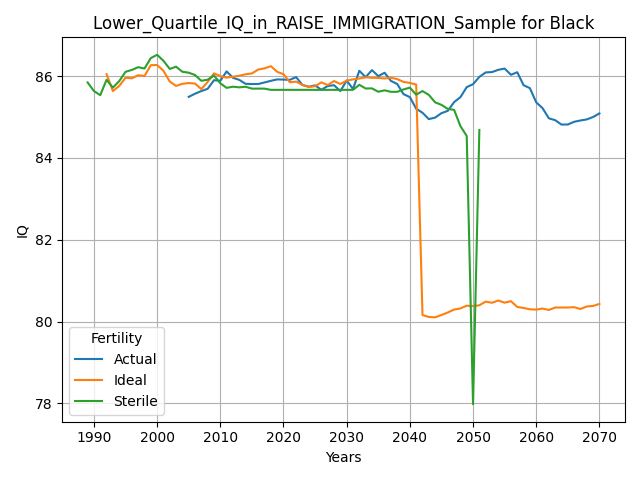 Lower_Quartile_IQ_in_RAISE_IMMIGRATION_Sample for Black
IQ
86
84
82
80
78
Fertility
Actual
Ideal
Sterile
1990 2000 2010 2020 2030 2040 2050 2060 2070
Years